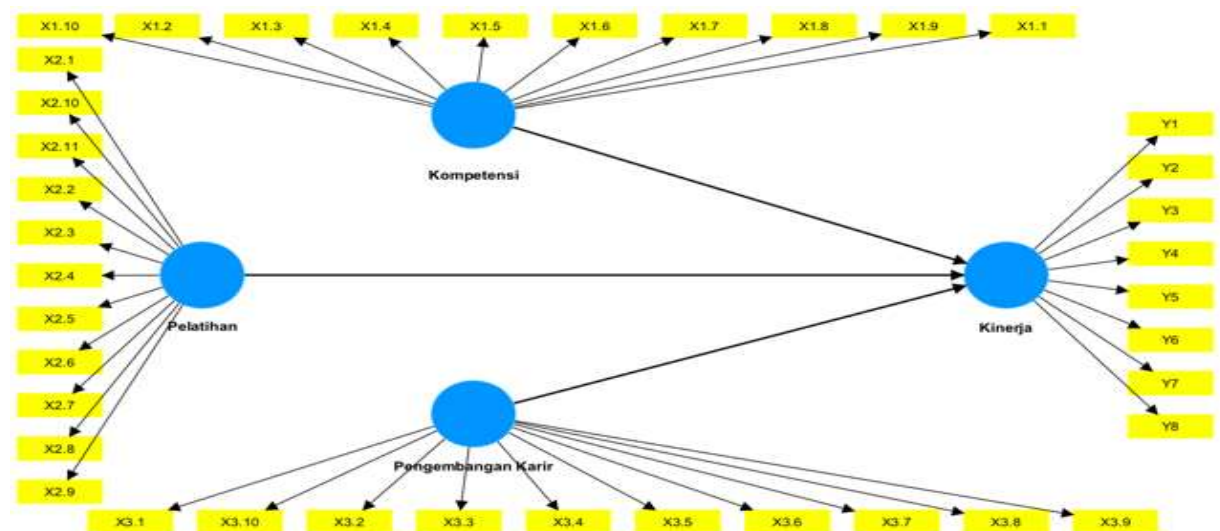 X1.10
X1.2
X1.3
X1.4
X1.5
X1.6
X1.7
X1.8
X1.9
X1.1
X2.1
X2.10
X2.11
X2.2
X2.3
X2.4
X2.5
X2.6
X2.7
X2.8
X2.9
Kompetensi
Pelatihan
Pengembangan Karir
Kinerja
Y1
Y2
Y3
Y4
Y5
Y6
Y7
Y8
X3.1
X3.10
X3.2
X3.3
X3.4
X3.5
X3.6
X3.7
X3.8
X3.9